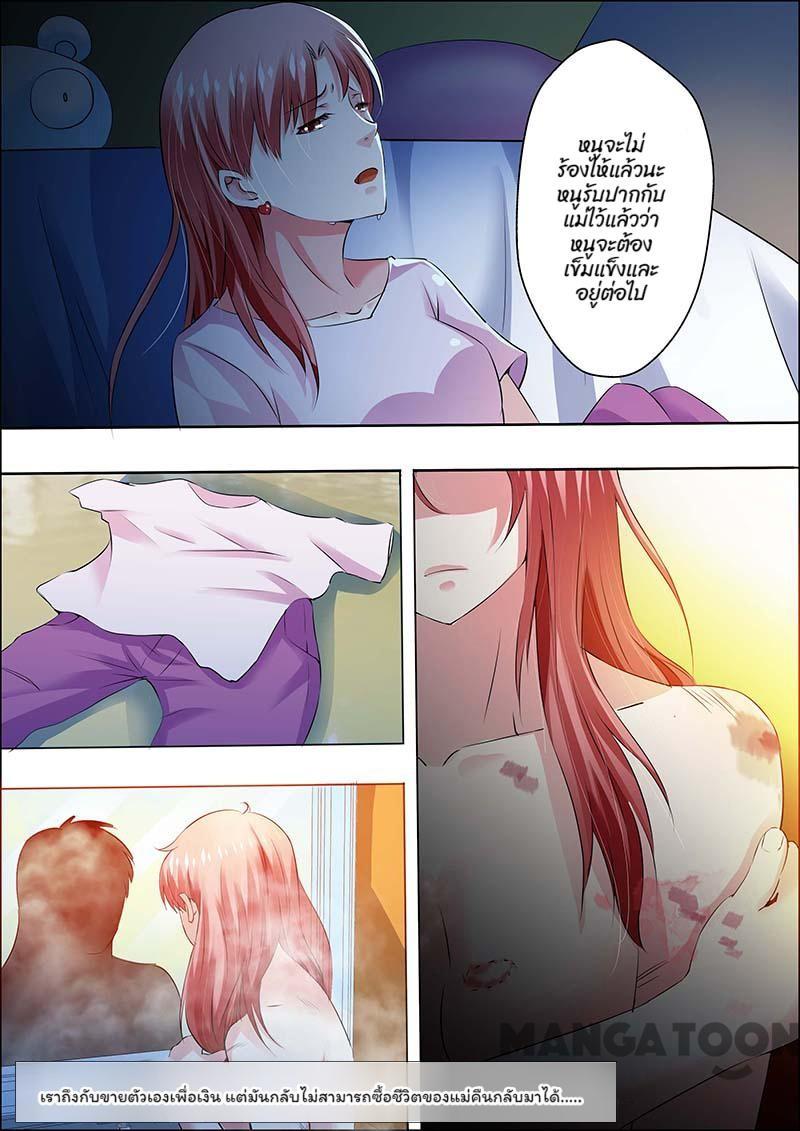 หนูจะไม่
ร้องไห้แล้วนะ
หนูรับปากกับ
แม่ไว้แล้วว่า
หนูจะต้อง
เข็มแข็งและ
อยู่ต่อไป
MANGATOON
เราถึงกับขายตัวเองเพื่อเงิน แต่มันกลับไม่สามารถซื้อชีวิตของแม่คืนกลับมาได้.....